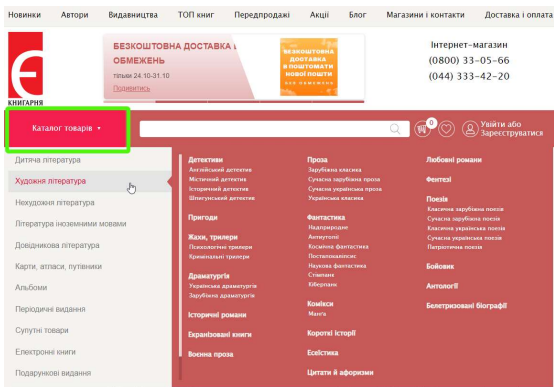 Новинки Автори Видавництва ТОП книг Передпродажі Акції Блог Магазини і контакти Доставка і оплата
БЕЗКОШТОВНА ДОСТАВКА
ОБМЕЖЕНЬ
тільки 24.10-31.10
Подивитись
БЕЗКОШТОВНА
ДОСТАВКА
В ПОШТОМАТИ
НОВОЇ ПОШТИ
БЕЗ ОБМЕЖЕНЬ
Інтернет-магазин
(0800) 33-05-66
(044) 333-42-20
є
КНИГАРНЯ
Каталог товарів
0
Увійти або
Зареєструватися
Дитяча література
Художня література
Нехудожня література
Література іноземними мовами
Довідникова література
Карти, атласи, путівники
Альбоми
Періодичні видання
Супутні товари
Електронні книги
Подарункові видання
Детективи
Англійський детектив
Містичний детектив
Історичний детектив
Шпигунський детектив
Пригоди
Жахи, трилери
Психологічні трилери
Кримінальні трилери
Драматургія
Українська драматургія
Зарубіжна драматургія
Історичні романи
Екранізовані книги
Воєнна проза
Проза
Зарубіжна класика
Сучасна зарубіжна проза
Сучасна українська проза
Українська класика
Фантастика
Надприродне
Антиутопії
Космічна фантастика
Постапокаліпсис
Наукова фантастика
Стімпанк
Кіберпанк
Комікси
Манга
Короткі історії
Есеїстика
Цитати й афоризми
Любовні романи
Фентезі
Поезія
Класична зарубіжна поезія
Сучасна зарубіжна поезія
Класична українська поезія
Сучасна українська поезія
Патріотична поезія
Бойовик
Антології
Белетризовані біографії